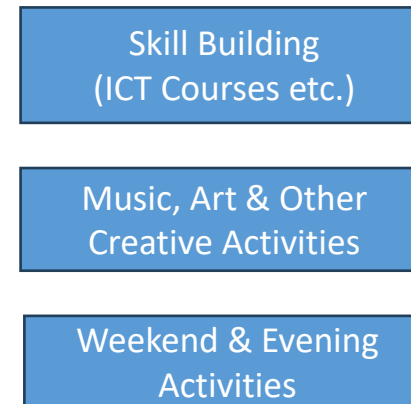 Skill Building
(ICT Courses etc.)
Music, Art & Other
Creative Activities
Weekend & Evening
Activities